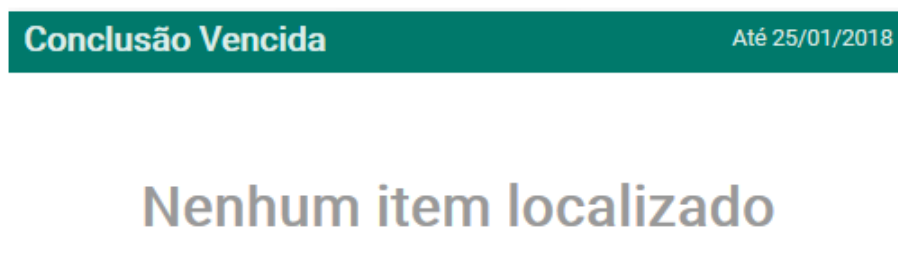 Conclusão Vencida Até 25/01/2018
Nenhum item localizado